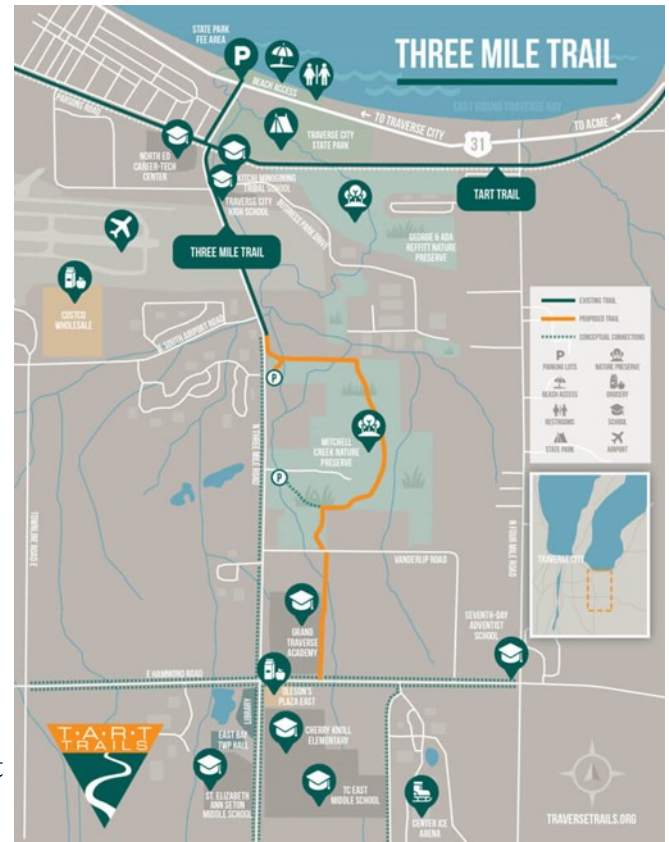 THREE MILE TRAIL
STATE PARK
FEE AREA
P
BEACH ACCESS
EAST GRAND TRAVERSE BAY
← TO TRAVERSE CITY
TO ACME →
31
PARSONS ROAD
TRAVERSE CITY
STATE PARK
NORTH ED
CAREER-TECH
CENTER
KITCHI MINOGINING
TRIBAL SCHOOL
TRAVERSE CITY
HIGH SCHOOL
BUSINESS PARK DRIVE
TART TRAIL
THREE MILE TRAIL
GEORGE & ADA
REFFITT NATURE
PRESERVE
COSTCO
WHOLESALE
W SOUTH AIRPORT ROAD
EXISTING TRAIL
PROPOSED TRAIL
CONCEPTUAL CONNECTIONS
P
PARKING LOTS
NATURE PRESERVE
BEACH ACCESS
GROCERY
RESTROOMS
SCHOOL
STATE PARK
AIRPORT
P
N THREE MILE ROAD
MITCHELL
CREEK NATURE
PRESERVE
P
TOWNLINE ROAD E
N FOUR MILE ROAD
TRAVERSE CITY
VANDERLIP ROAD
GRAND
TRAVERSE
ACADEMY
SEVENTH-DAY
ADVENTIST
SCHOOL
E HAMMOND ROAD
OLESON'S
PLAZA EAST
LIBRARY
EAST BAY
TWP HALL
CHERRY KNOLL
ELEMENTARY
T·A·R·T
TRAILS
ST. ELIZABETH
ANN SETON
MIDDLE SCHOOL
TC EAST
MIDDLE SCHOOL
CENTER ICE
ARENA
TRAVERSETRAILS.ORG